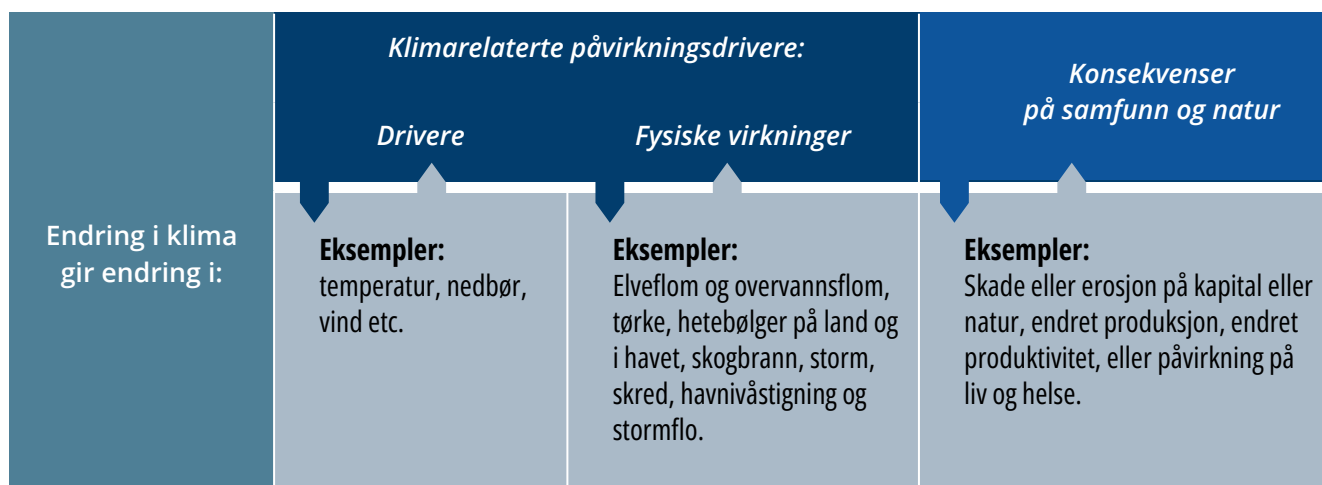 Endring i klima
gir endring i:
Klimarelaterte påvirkningsdrivere:
Drivere
Fysiske virkninger
Konsekvenser
på samfunn og natur
Eksempler:
temperatur, nedbør,
vind etc.
Eksempler:
Elveflom og overvannsflom,
tørke, hetebølger på land og
i havet, skogbrann, storm,
skred, havnivåstigning og
stormflo.
Eksempler:
Skade eller erosjon på kapital eller
natur, endret produksjon, endret
produktivitet, eller påvirkning på
liv og helse.